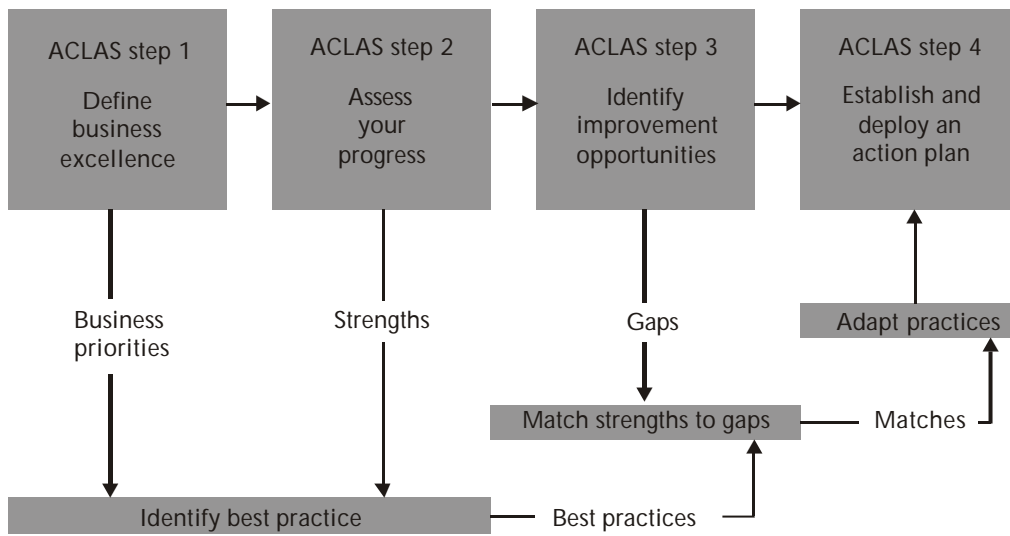 ACLAS step 1
Define
business
excellence
ACLAS step 2
Assess
your
progress
ACLAS step 3
Identify
improvement
opportunities
ACLAS step 4
Establish and
deploy an
action plan
Business
priorities
Strengths
Gaps
Adapt practices
Match strengths to gaps
Matches
Identify best practice
Best practices